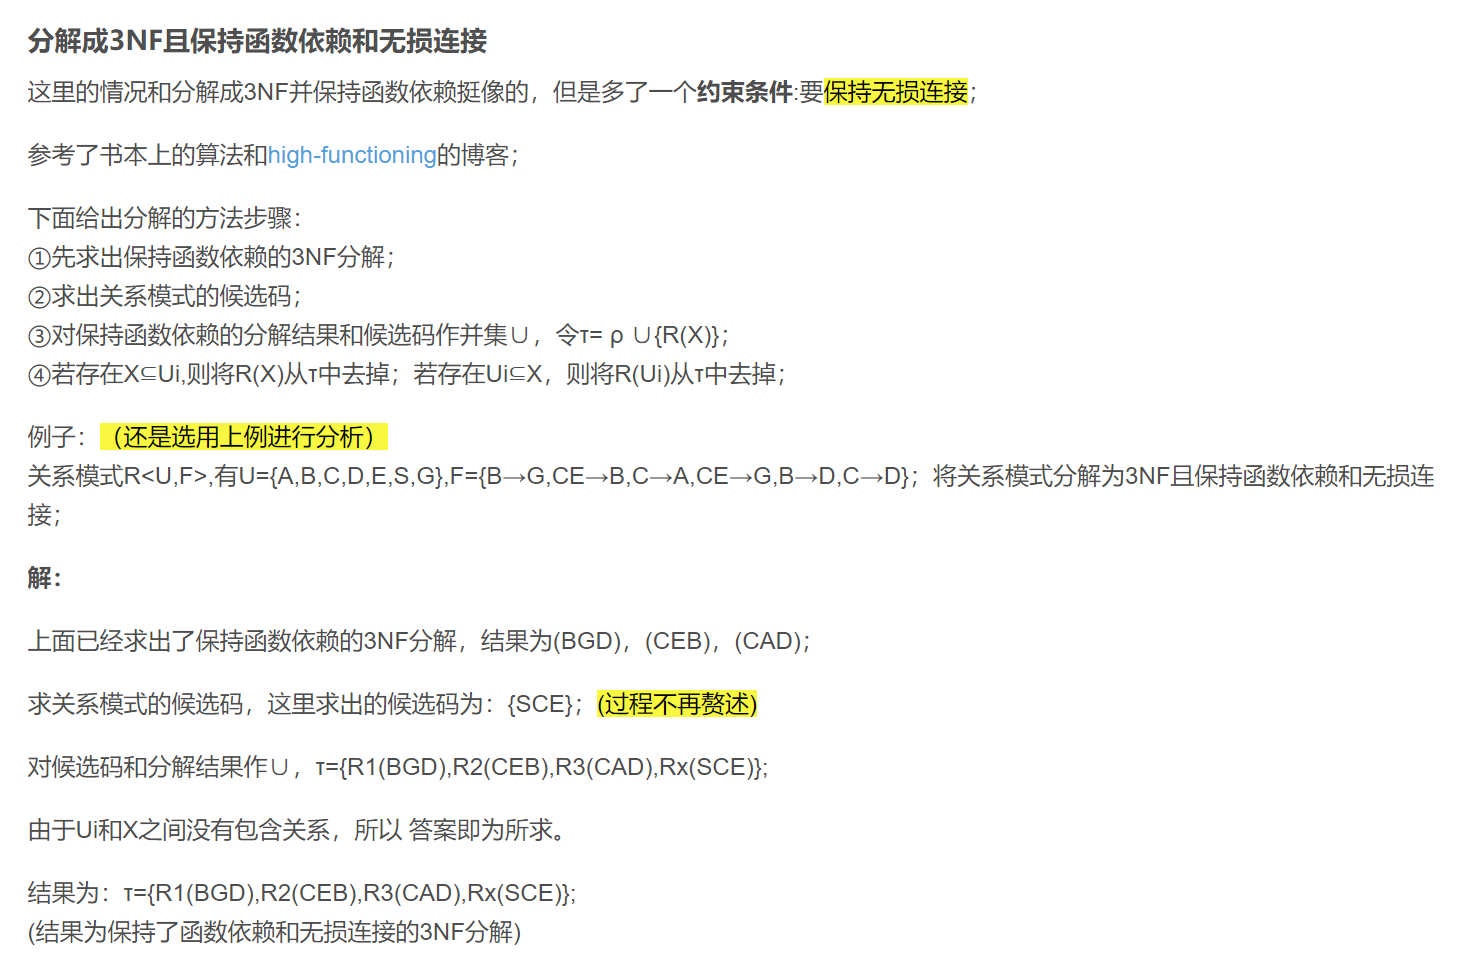 分解成3NF且保持函数依赖和无损连接
这里的情况和分解成3NF并保持函数依赖挺像的，但是多了一个约束条件:要保持无损连接；
参考了书本上的算法和high-functioning的博客；
下面给出分解的方法步骤：
①先求出保持函数依赖的3NF分解；
②求出关系模式的候选码；
③对保持函数依赖的分解结果和候选码作并集∪，令τ= ρ ∪{R(X)}；
④若存在X⊆Ui,则将R(X)从τ中去掉；若存在Ui⊆X，则将R(Ui)从τ中去掉；
例子：（还是选用上例进行分析）
关系模式R<U,F>,有U={A,B,C,D,E,S,G},F={B→G,CE→B,C→A,CE→G,B→D,C→D}；将关系模式分解为3NF且保持函数依赖和无损连
接；
解：
上面已经求出了保持函数依赖的3NF分解，结果为(BGD)，(CEB)，(CAD)；
求关系模式的候选码，这里求出的候选码为：{SCE}；(过程不再赘述)
对候选码和分解结果作∪，τ={R1(BGD),R2(CEB),R3(CAD),Rx(SCE)};
由于Ui和X之间没有包含关系，所以 答案即为所求。
结果为：τ={R1(BGD),R2(CEB),R3(CAD),Rx(SCE)};
(结果为保持了函数依赖和无损连接的3NF分解)